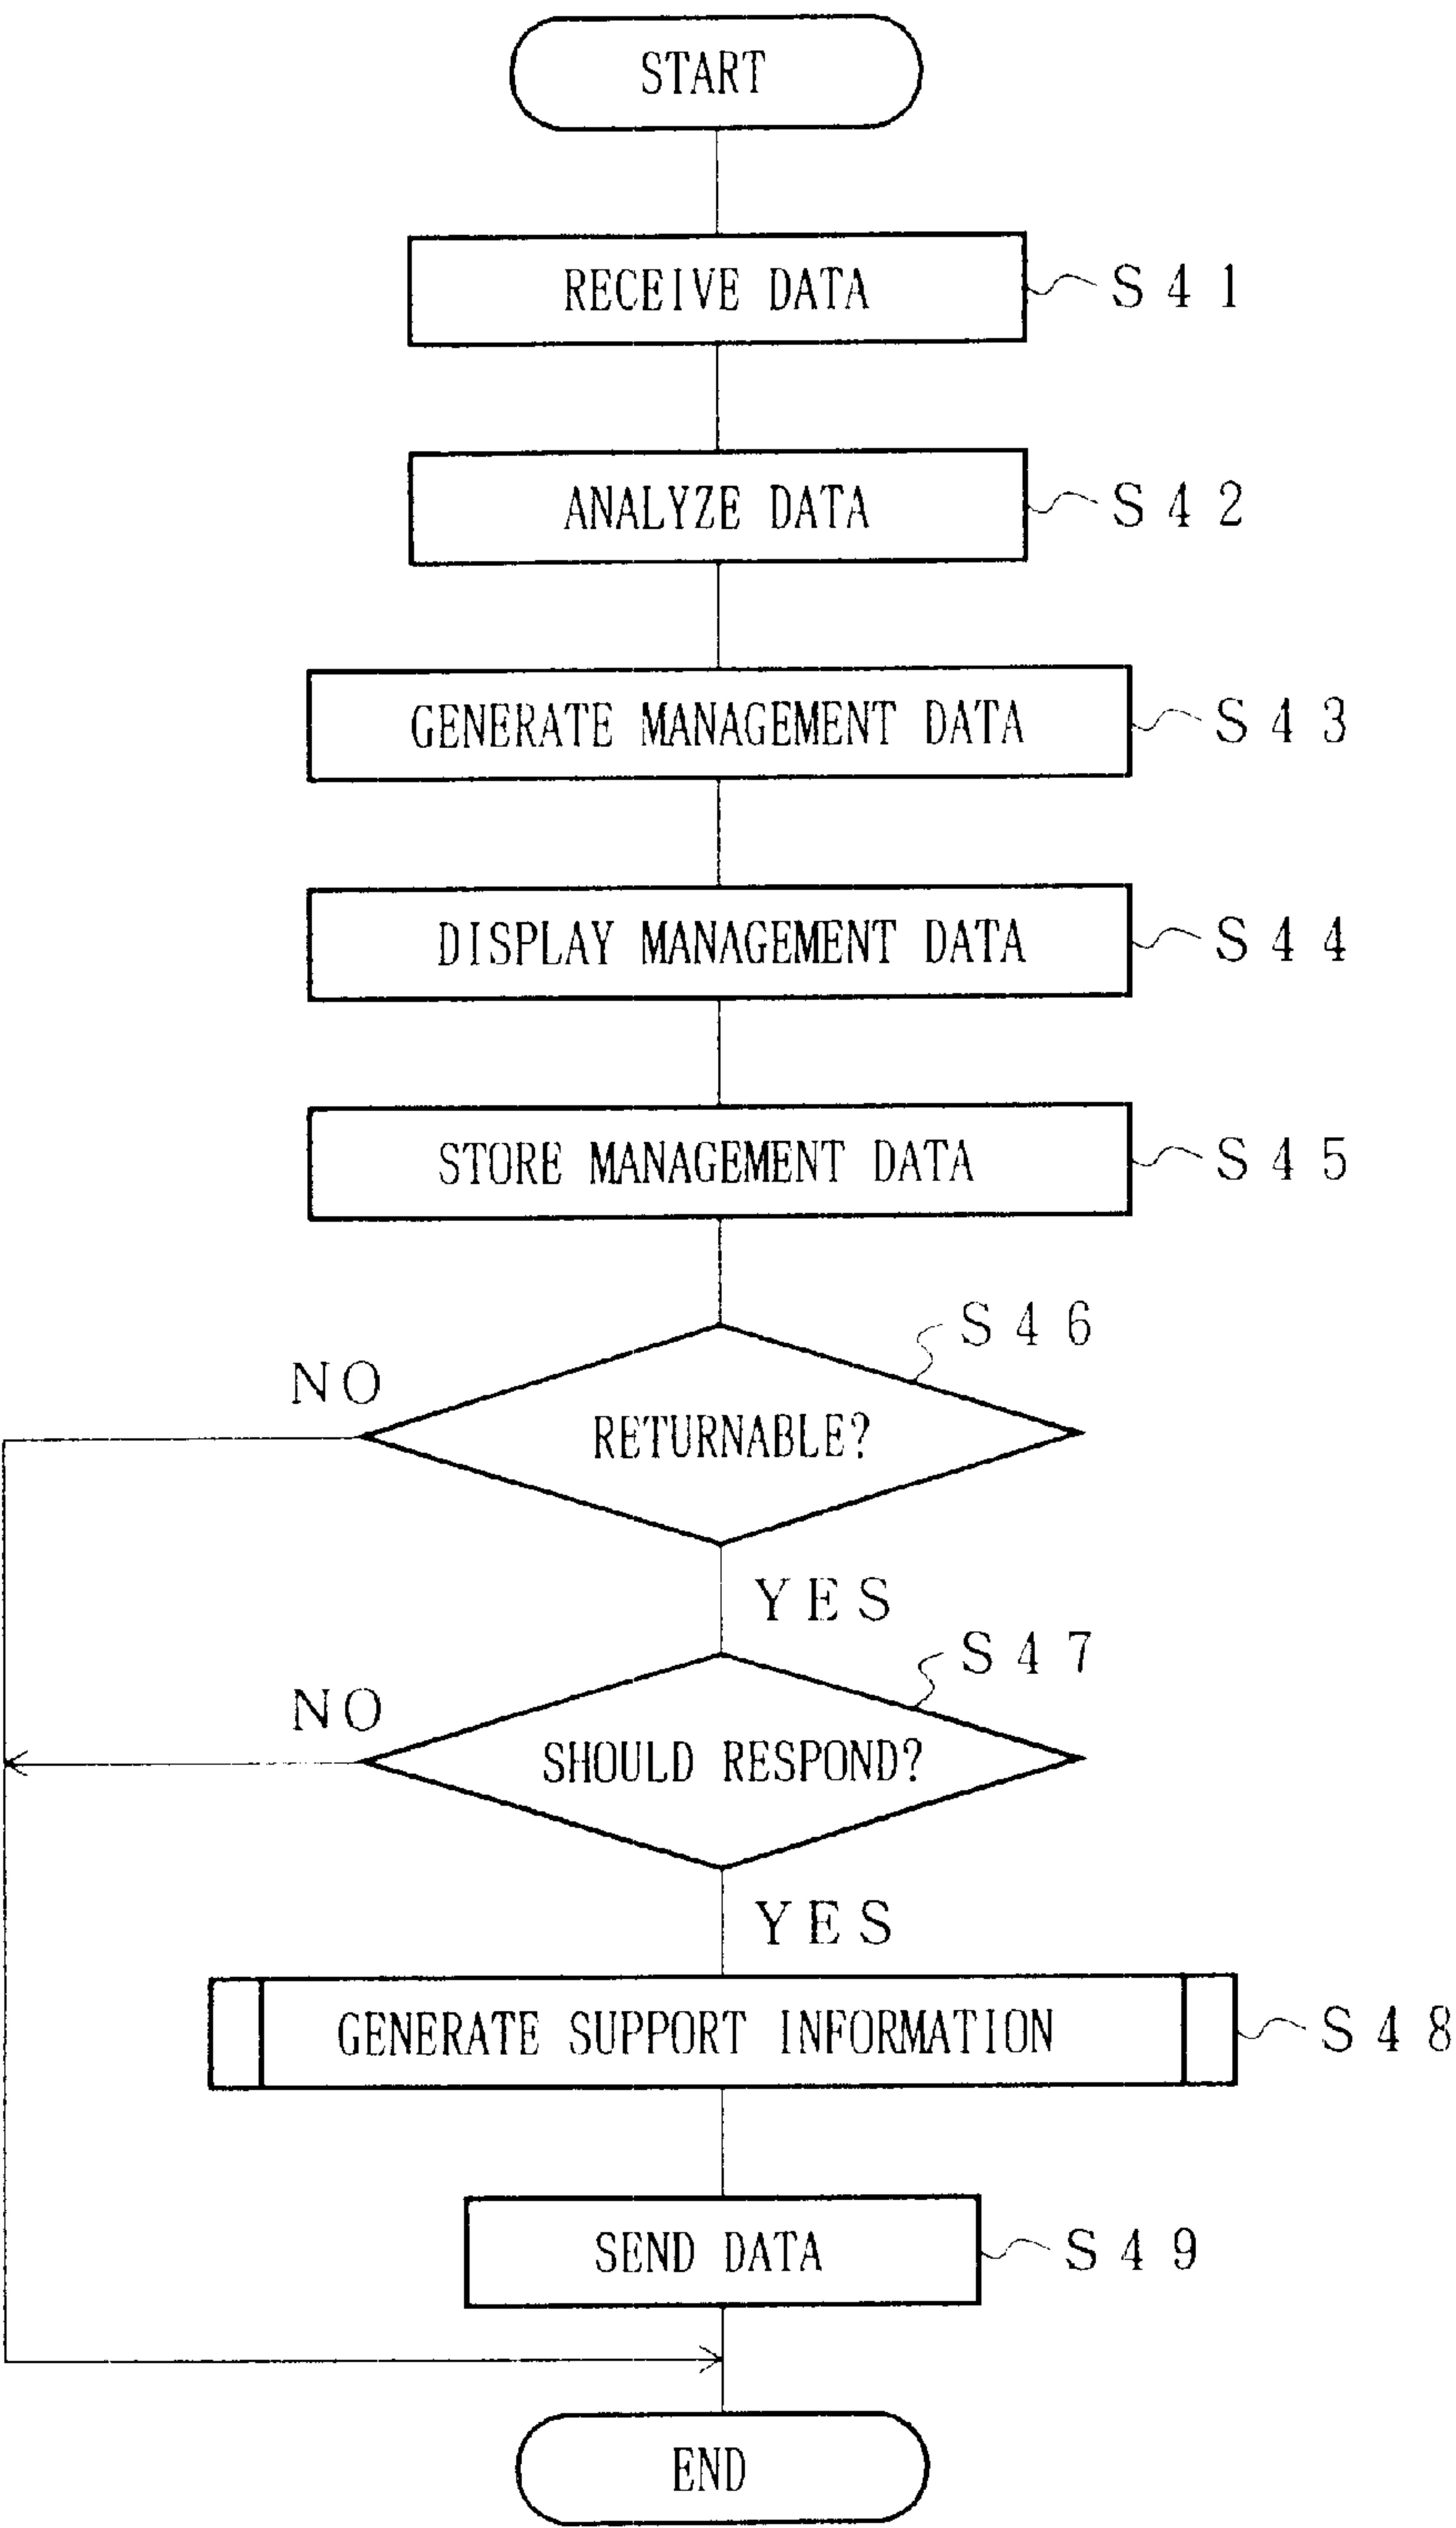 START
RECEIVE DATA S41
ANALYZE DATA S42
GENERATE MANAGEMENT DATA S43
DISPLAY MANAGEMENT DATA S44
STORE MANAGEMENT DATA S45
S46
NO
RETURNABLE?
YES
S47
NO
SHOULD RESPOND?
YES
GENERATE SUPPORT INFORMATION S48
SEND DATA S49
END